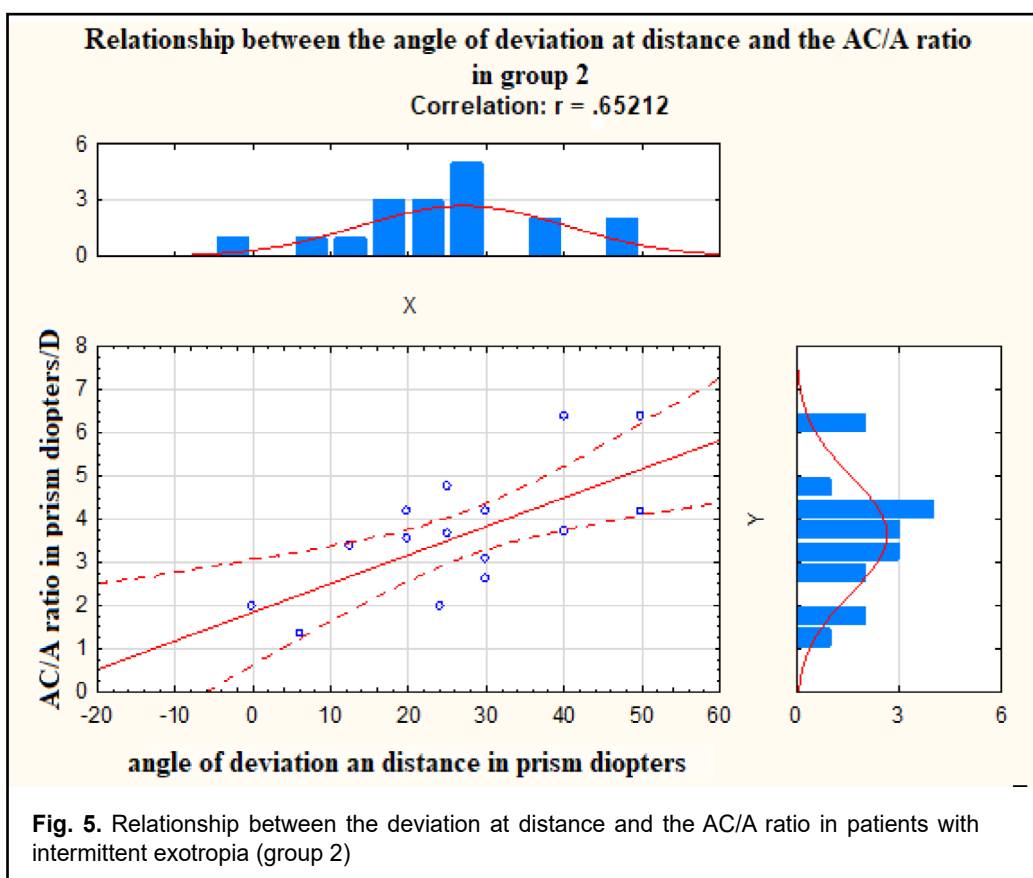 Relationship between the angle of deviation at distance and the AC/A ratio
in group 2
Correlation: r = .65212
6
3
0
X
AC/A ratio in prism diopters/D
8
7
6
5
4
3
2
1
0
-20 -10 0 10 20 30 40 50 60
angle of deviation an distance in prism diopters
Y
0 3 6
Fig. 5. Relationship between the deviation at distance and the AC/A ratio in patients with
intermittent exotropia (group 2)